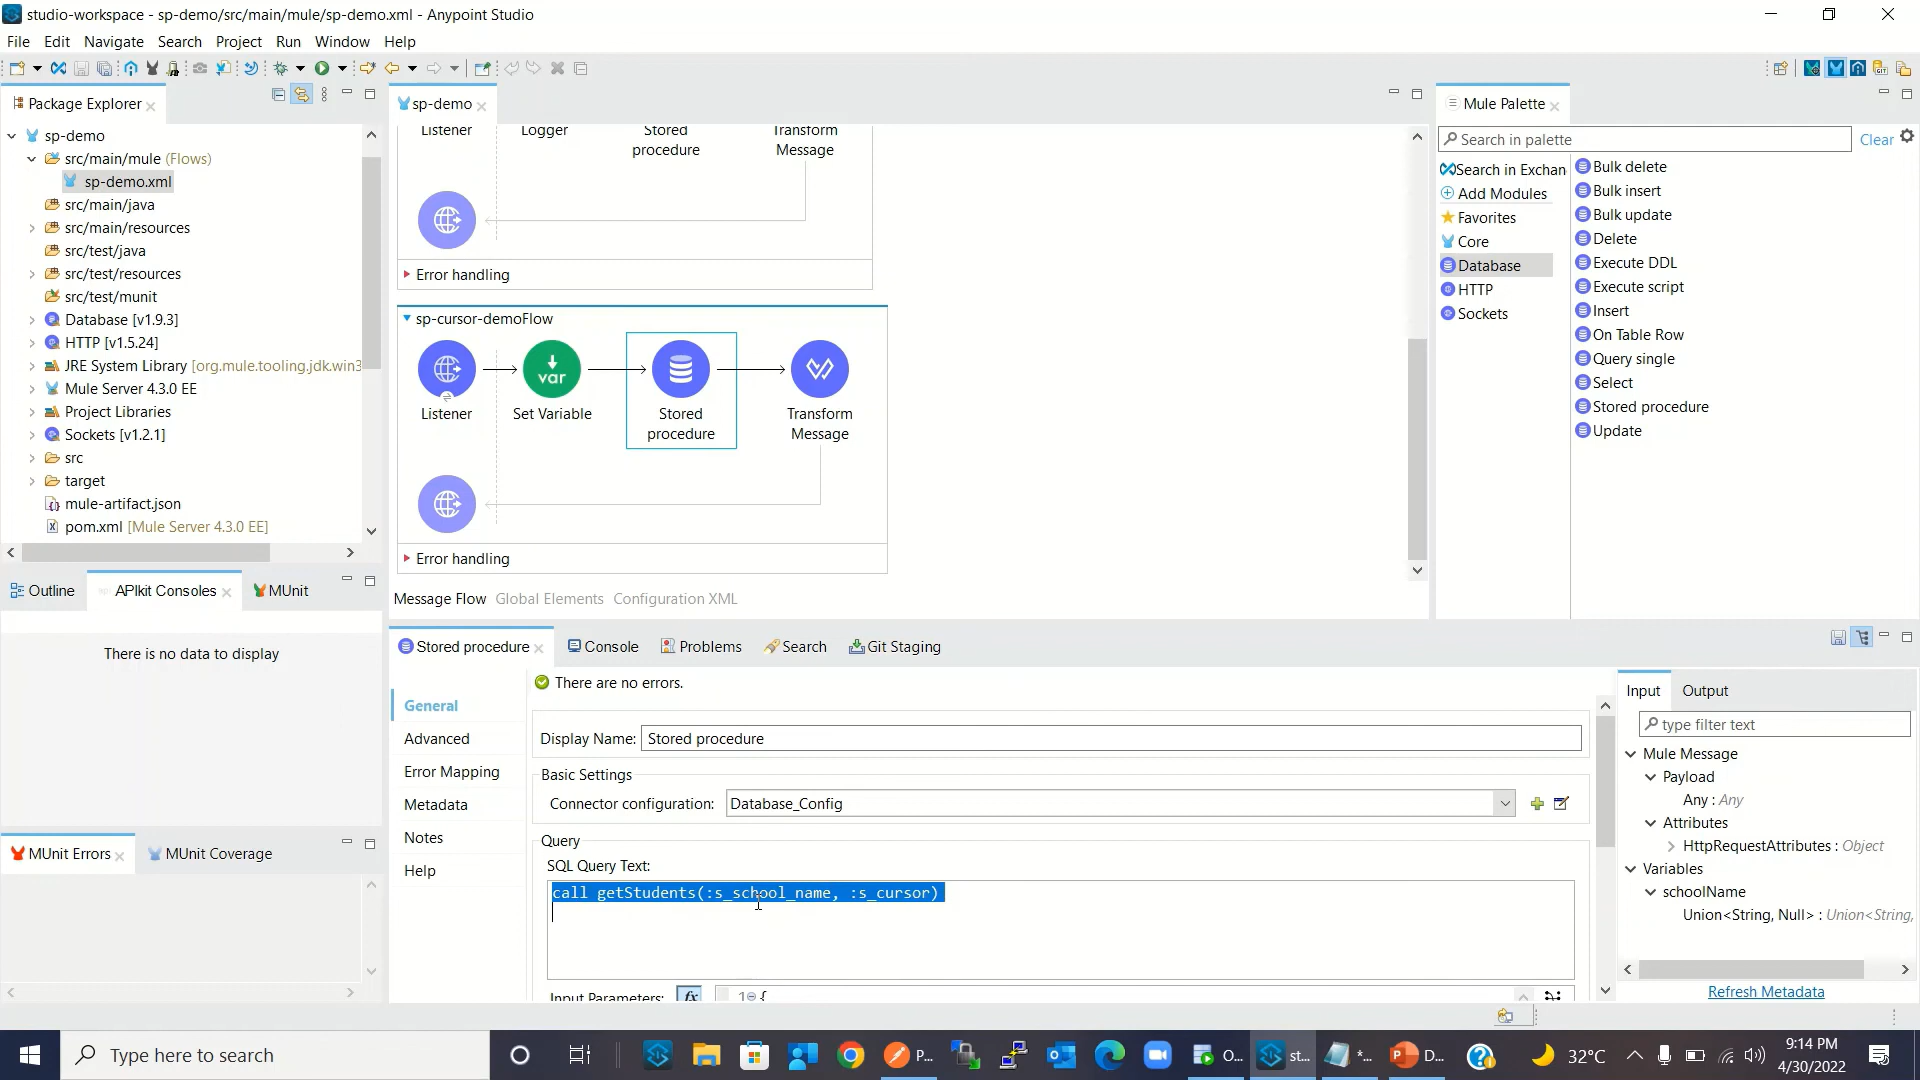 studio-workspace - sp-demo/src/main/mule/sp-demo.xml - Anypoint Studio
File Edit Navigate Search Project Run Window Help
Package Explorer
sp-demo
src/main/mule (Flows)
sp-demo.xml
src/main/java
src/main/resources
src/test/java
src/test/resources
src/test/munit
Database [v1.9.3]
HTTP [v1.5.24]
JRE System Library [org.mule.tooling.jdk.win3
Mule Server 4.3.0 EE
Project Libraries
Sockets [v1.2.1]
src
target
mule-artifact.json
pom.xml [Mule Server 4.3.0 EE]
Outline APIkit Consoles MUnit
There is no data to display
MUnit Errors MUnit Coverage
sp-demo
Listener Logger Stored procedure Transform Message
Error handling
sp-cursor-demoFlow
var
Listener Set Variable Stored procedure Transform Message
Error handling
Message Flow Global Elements Configuration XML
Mule Palette
Search in palette Clear
Search in Exchan
Add Modules
Favorites
Core
Database
HTTP
Sockets
Bulk delete
Bulk insert
Bulk update
Delete
Execute DDL
Execute script
Insert
On Table Row
Query single
Select
Stored procedure
Update
Stored procedure Console Problems Search Git Staging
There are no errors.
General
Advanced
Error Mapping
Metadata
Notes
Help
Display Name: Stored procedure
Basic Settings
Connector configuration: Database_Config
Query
SQL Query Text:
call getStudents(:s_school_name, :s_cursor)
Input Parameters: fx 1 {
Input Output
type filter text
Mule Message
Payload
Any : Any
Attributes
HttpRequestAttributes : Object
Variables
schoolName
Union<String, Null> : Union<String,
Refresh Metadata
Type here to search
P...
O...
st...
*...
D...
32°C
9:14 PM
4/30/2022